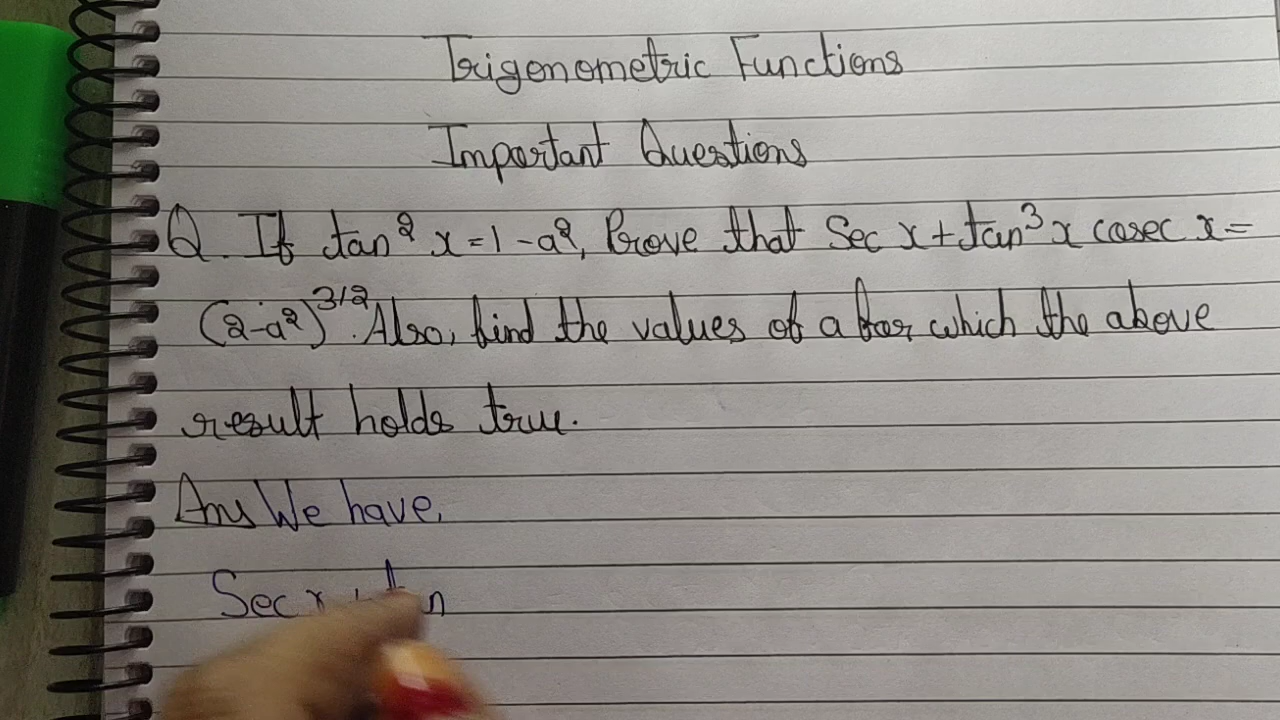 Trigonometric Functions
Important Questions
Q. If tan² x = 1 - a², Prove that Sec x + tan³ x cosec x =
(2-a²)^3/2. Also, find the values of a for which the above
result holds true.
Ans We have,
Sec x